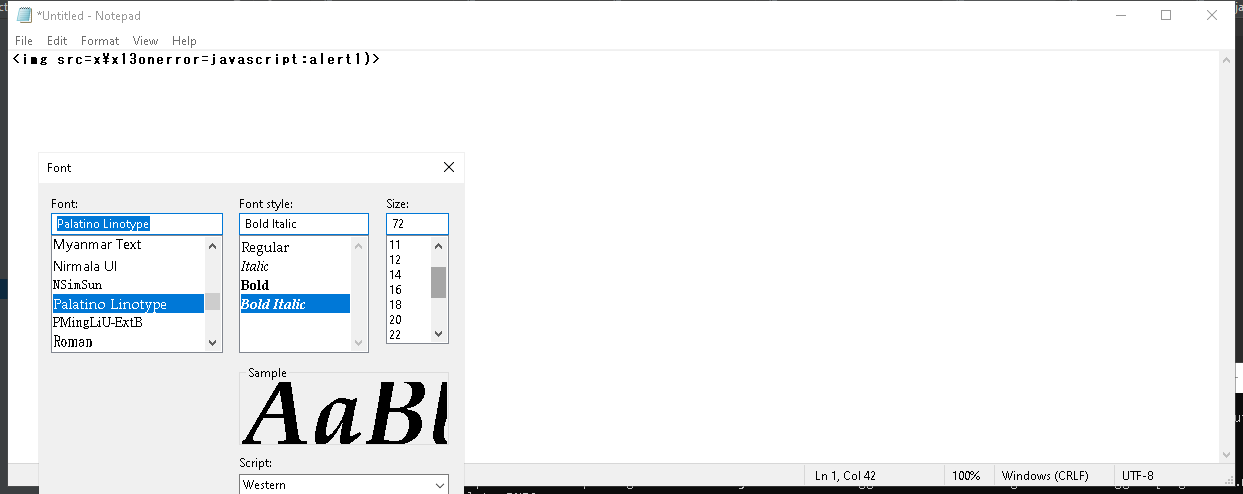 *Untitled - Notepad
File Edit Format View Help
<img src=x¥x13onerror=javascript:alert1)>
Font
Font: Font style: Size:
Palatino Linotype Bold Italic 72
Myanmar Text Regular 11
Nirmala UI Italic 12
NSimSun Bold 14
Palatino Linotype Bold Italic 16
PMingLiU-ExtB 18
Roman 20
22
Sample
AaBb
Script:
Western
Ln 1, Col 42 100% Windows (CRLF) UTF-8